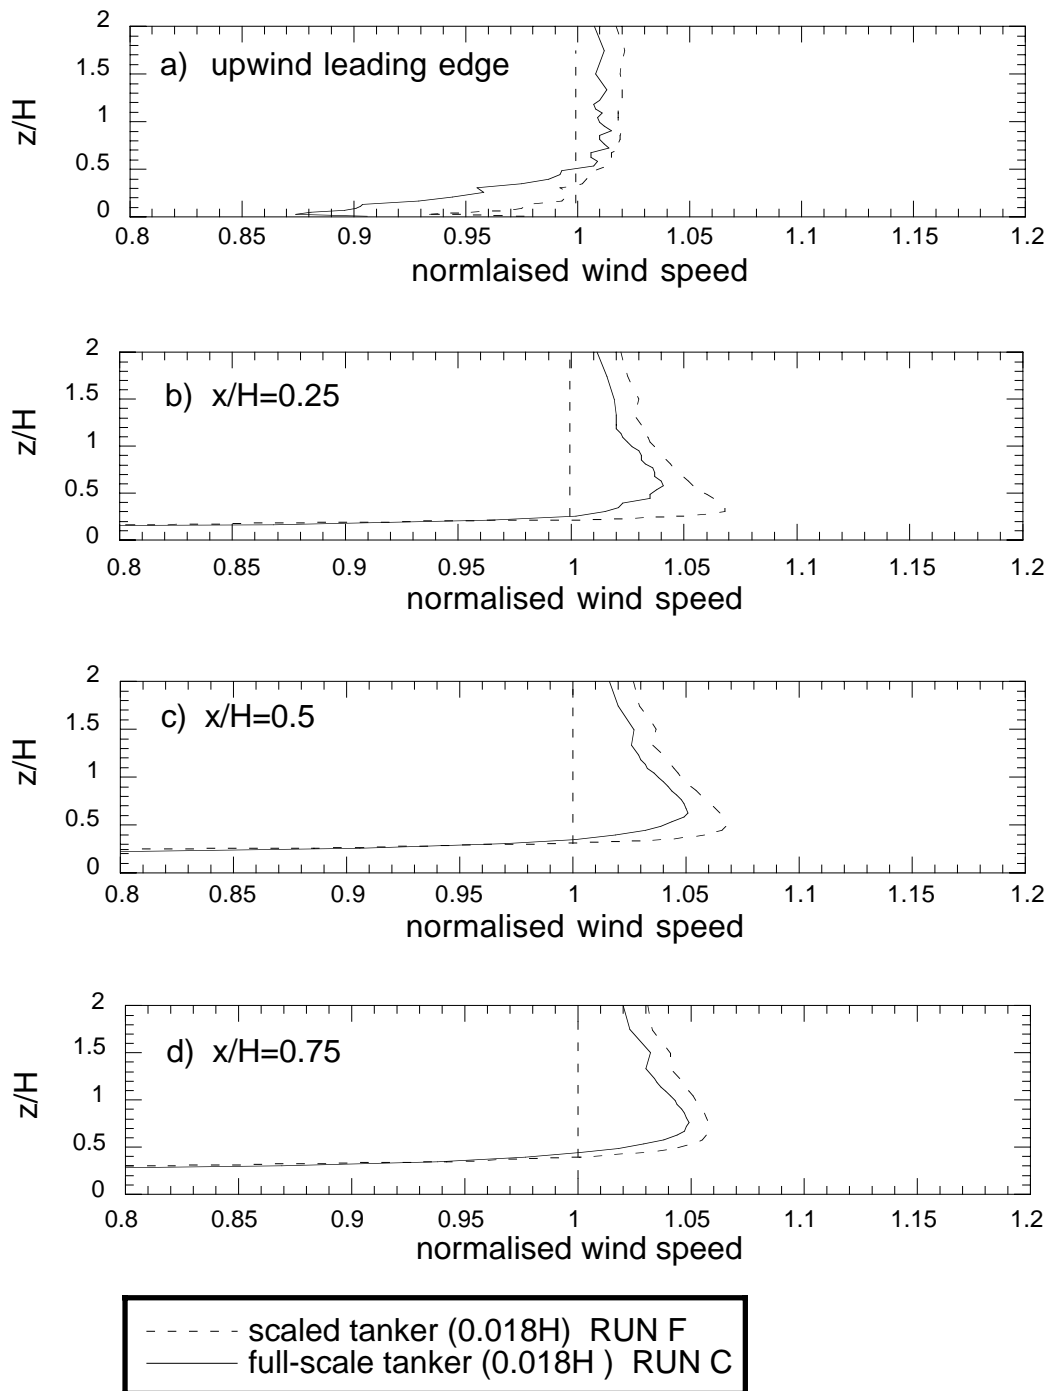 2
a) upwind leading edge
1.5
z/H
1
0.5
0
0.8 0.85 0.9 0.95 1 1.05 1.1 1.15 1.2
normlaised wind speed
2
b) x/H=0.25
1.5
z/H
1
0.5
0
0.8 0.85 0.9 0.95 1 1.05 1.1 1.15 1.2
normalised wind speed
2
c) x/H=0.5
1.5
z/H
1
0.5
0
0.8 0.85 0.9 0.95 1 1.05 1.1 1.15 1.2
normalised wind speed
2
d) x/H=0.75
1.5
z/H
1
0.5
0
0.8 0.85 0.9 0.95 1 1.05 1.1 1.15 1.2
normalised wind speed
scaled tanker (0.018H) RUN F
full-scale tanker (0.018H ) RUN C